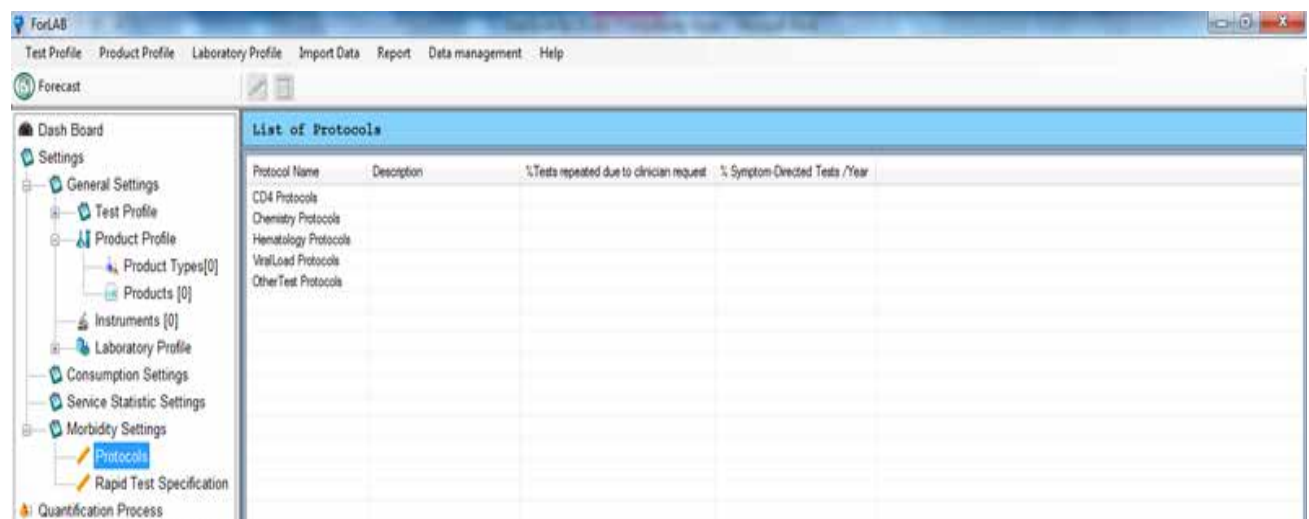 ForLAB
Test Profile Product Profile Laboratory Profile Import Data Report Data management Help
Forecast
Dash Board
Settings
General Settings
Test Profile
Product Profile
Product Types[0]
Products [0]
Instruments [0]
Laboratory Profile
Consumption Settings
Service Statistic Settings
Morbidity Settings
Protocols
Rapid Test Specification
Quantification Process
List of Protocols
Protocol Name Description %Tests repeated due to clinician request % Symptom-Directed Tests /Year
CD4 Protocols
Chemistry Protocols
Hematology Protocols
ViralLoad Protocols
OtherTest Protocols